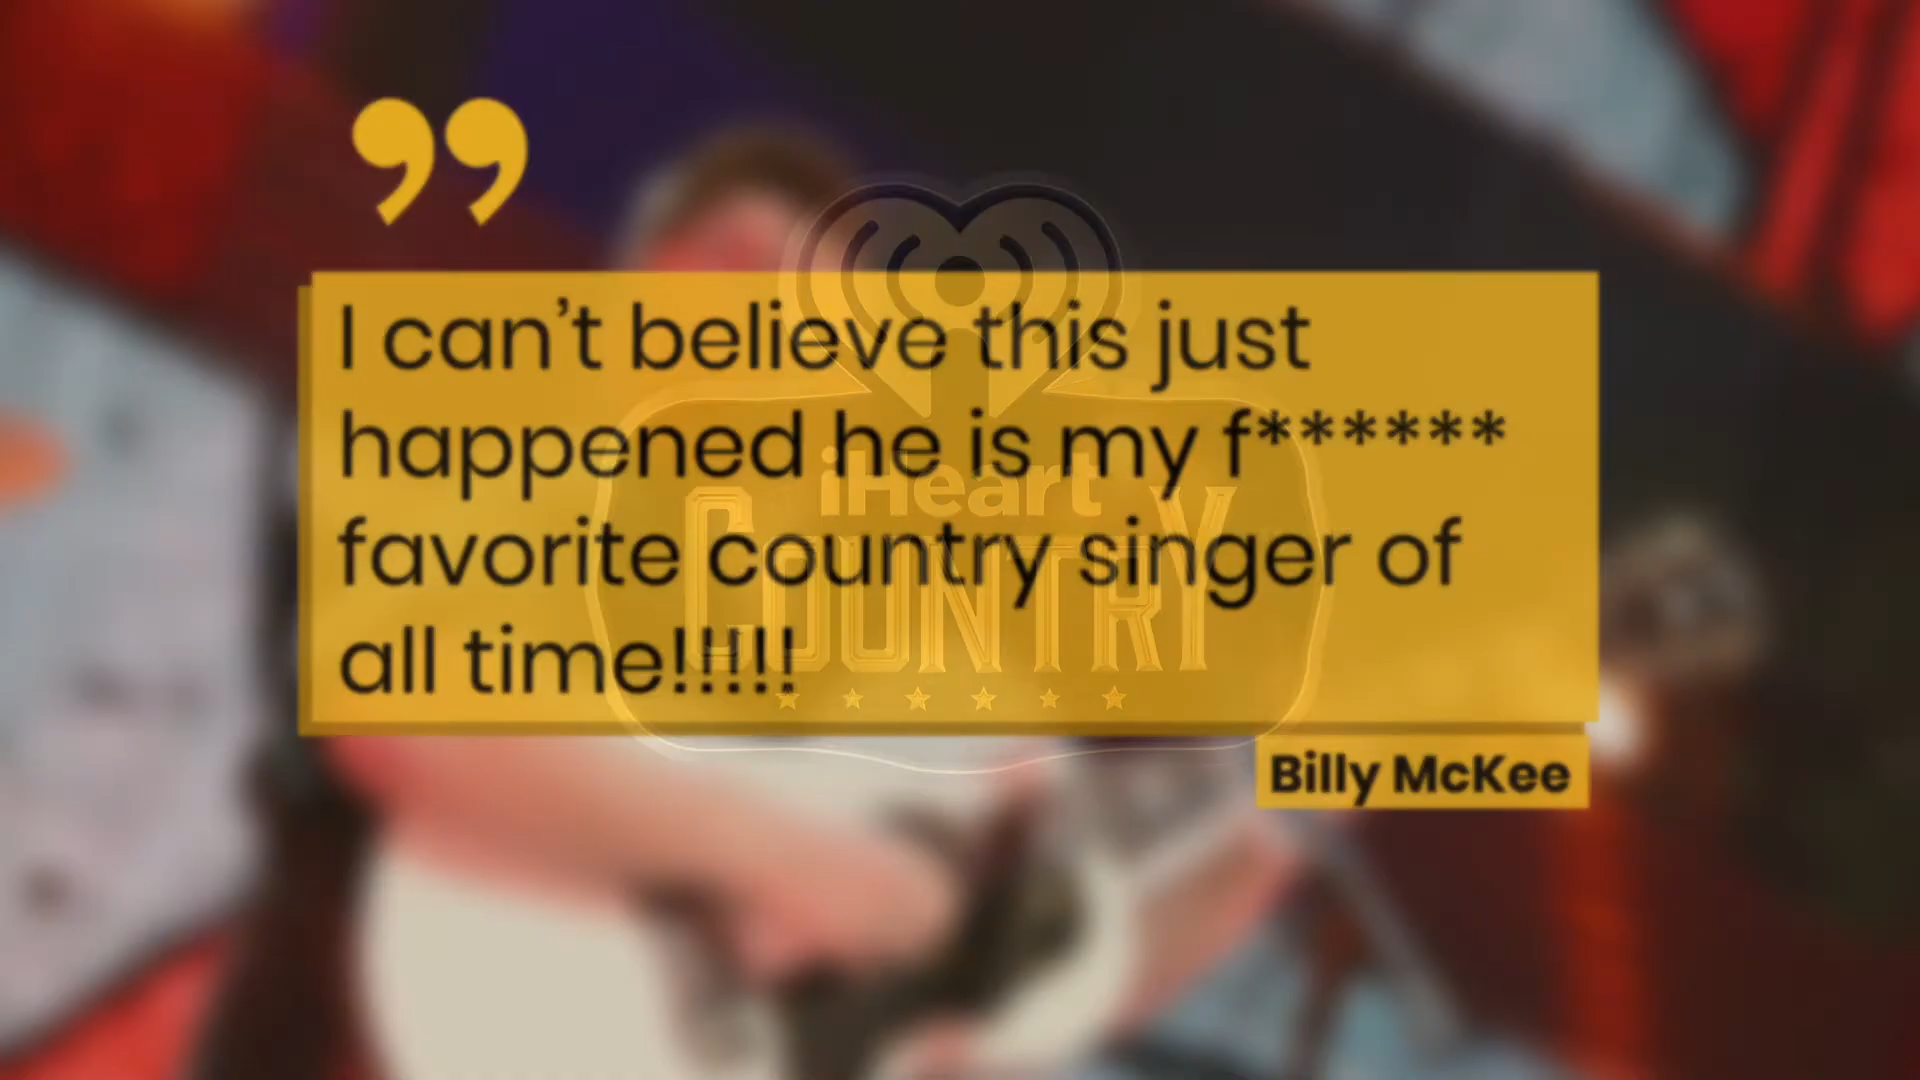 ”
I can’t believe this just
happened he is my f******
favorite country singer of
all time!!!!!
Billy McKee
iHeart
COUNTRY